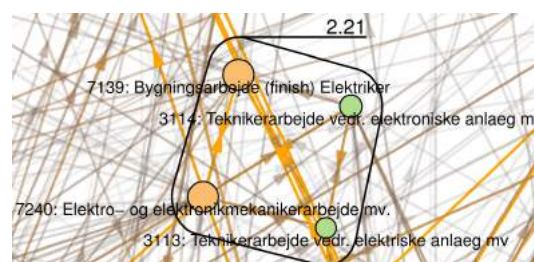 2.21
7139: Bygningsarbejde (finish) Elektriker
3114: Teknikerarbejde vedr. elektroniske anlaeg m
7240: Elektro− og elektronikmekanikerarbejde mv.
3113: Teknikerarbejde vedr. elektriske anlaeg mv